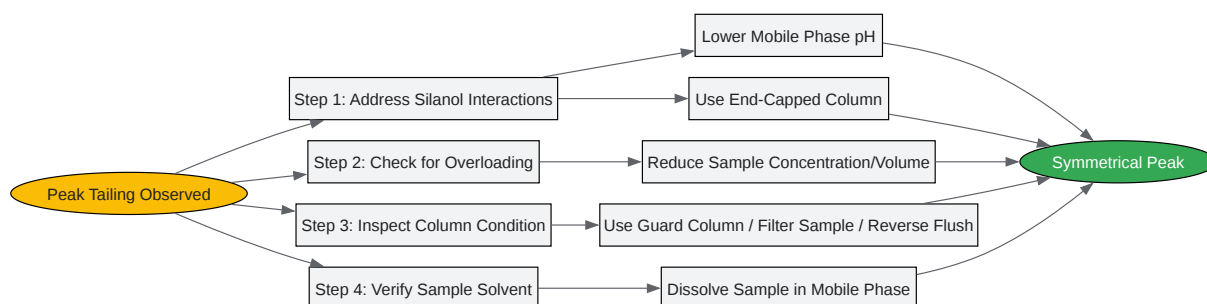 Peak Tailing Observed
Step 1: Address Silanol Interactions
Lower Mobile Phase pH
Use End-Capped Column
Step 2: Check for Overloading
Reduce Sample Concentration/Volume
Step 3: Inspect Column Condition
Use Guard Column / Filter Sample / Reverse Flush
Step 4: Verify Sample Solvent
Dissolve Sample in Mobile Phase
Symmetrical Peak